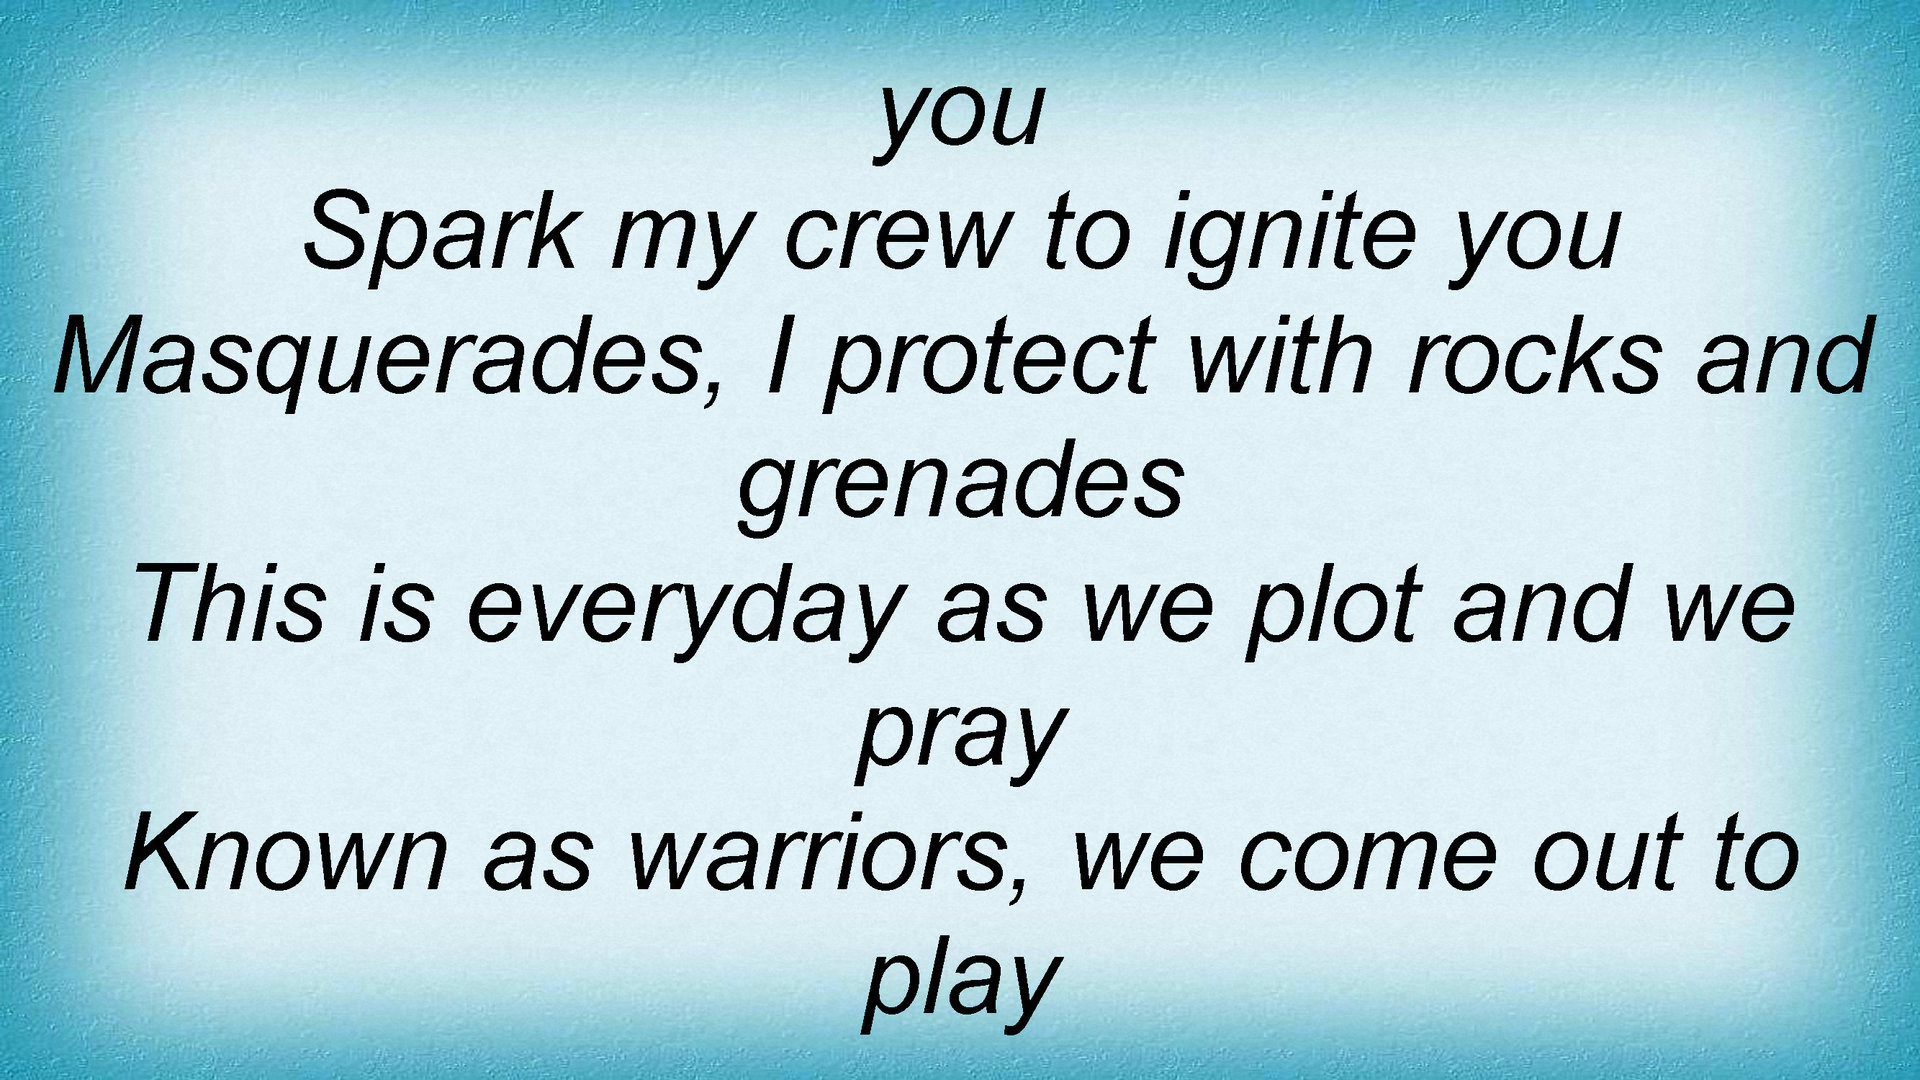 you
Spark my crew to ignite you
Masquerades, I protect with rocks and
grenades
This is everyday as we plot and we
pray
Known as warriors, we come out to
play